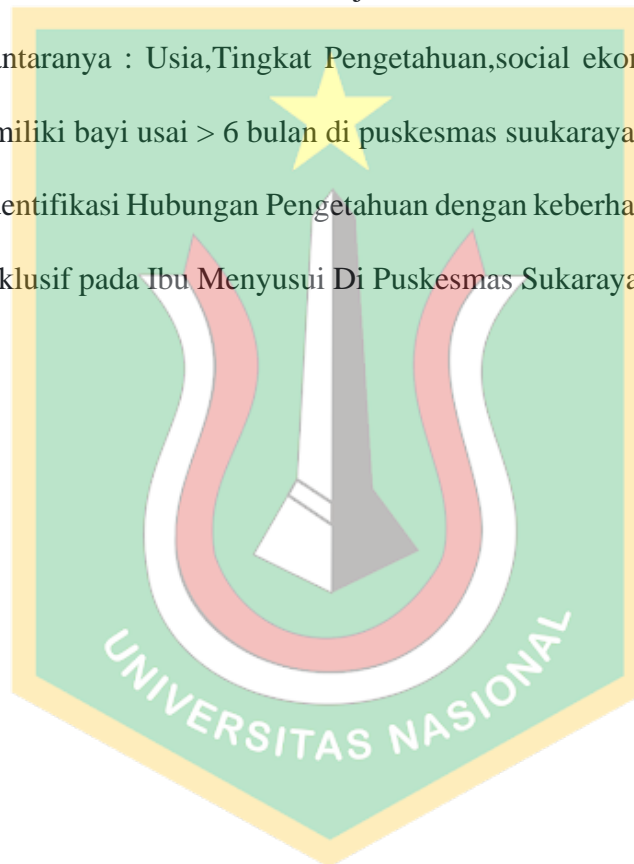 antaranya : Usia,Tingkat Pengetahuan,social ekon
miliki bayi usai > 6 bulan di puskesmas suukaraya
entifikasi Hubungan Pengetahuan dengan keberha
klusif pada Ibu Menyusui Di Puskesmas Sukaraya
UNIVERSITAS NASIONAL